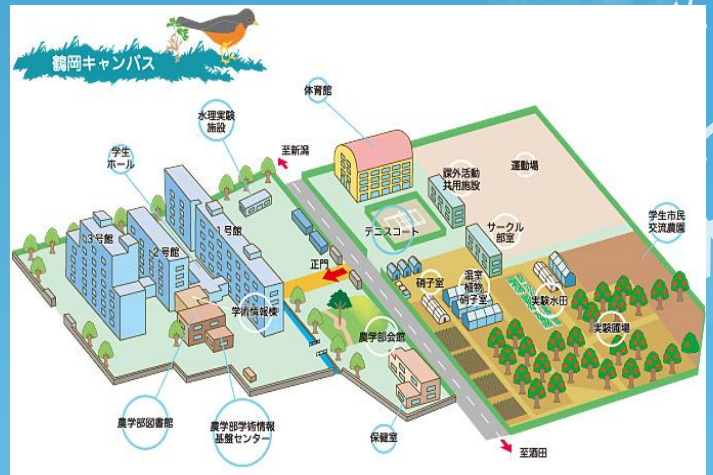 鶴岡キャンパス
体育館
水理実験
施設
至新潟
学生
ホール
課外活動
共用施設
運動場
学生市民
交流農園
テニスコート
サークル
部室
3号館
2号館
1号館
正門
硝子室
温室
植物
硝子室
実験水田
実験圃場
学術情報棟
農学部会館
農学部図書館
農学部学術情報
基盤センター
保健室
至酒田